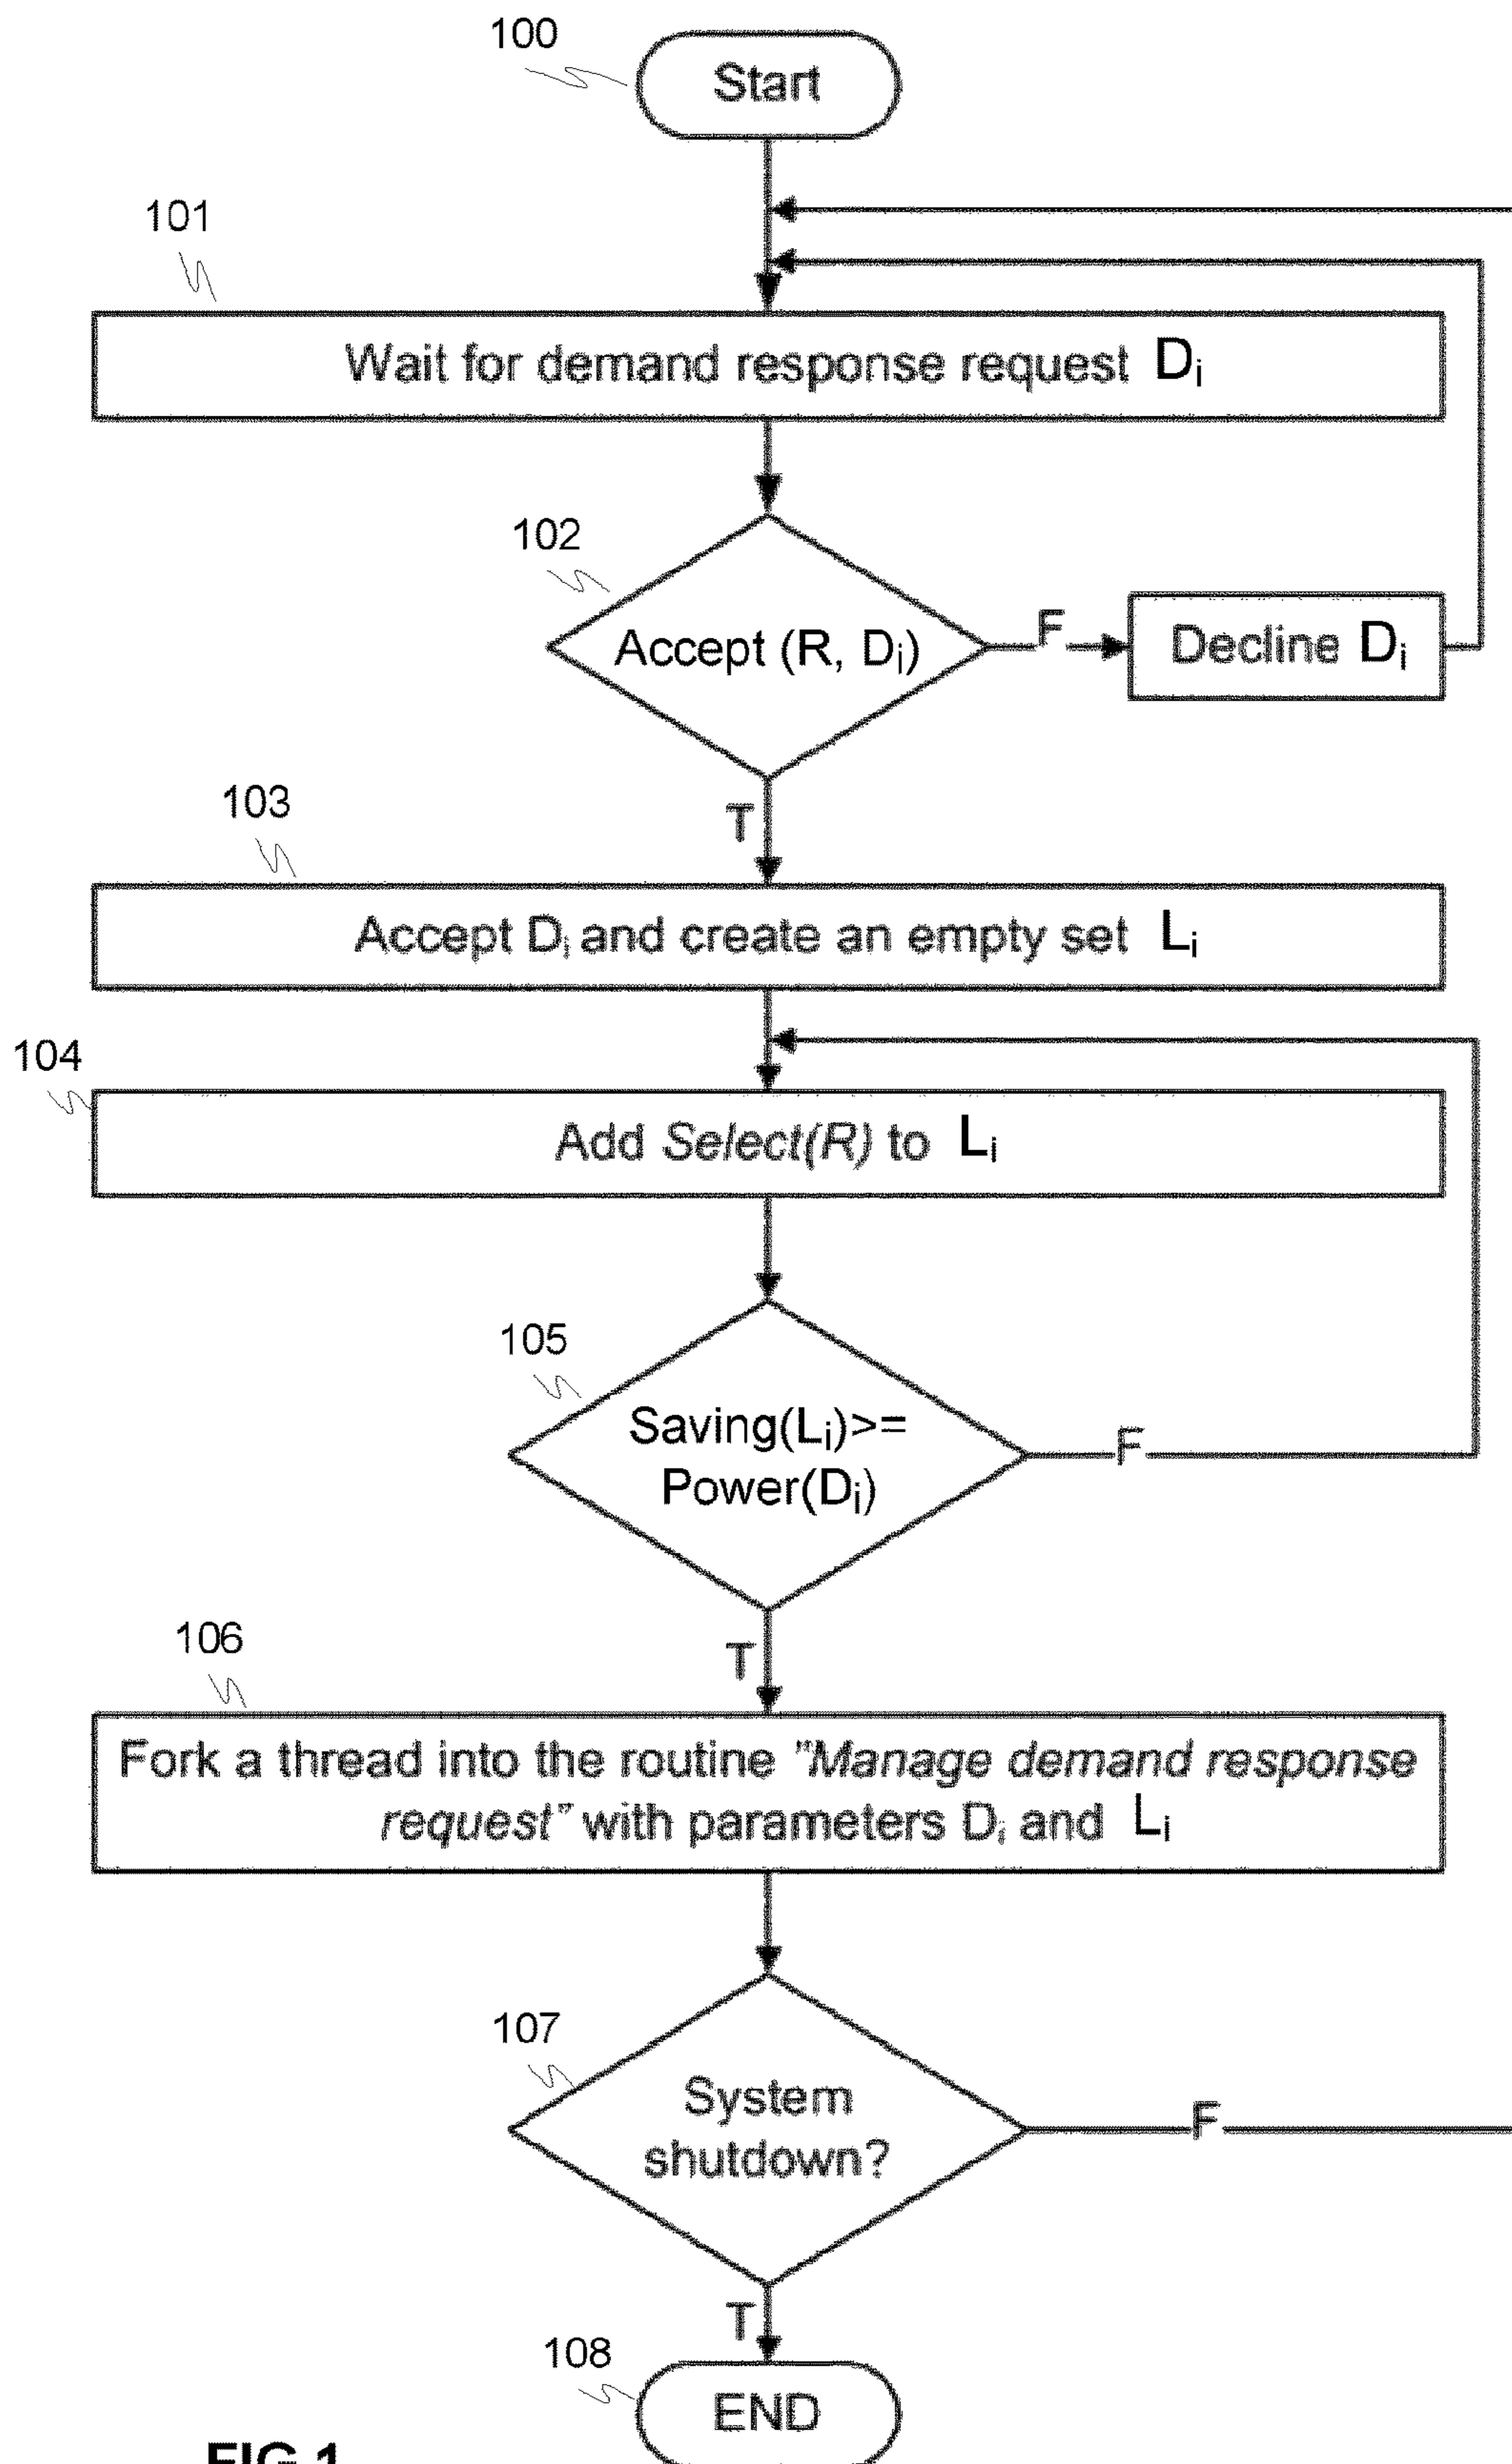 100
Start
101
Wait for demand response request Di
102
Accept (R, Di)
F
Decline Di
T
103
Accept Di and create an empty set Li
104
Add Select(R) to Li
105
Saving(Li)>=
Power(Di)
F
T
106
Fork a thread into the routine "Manage demand response
request" with parameters Di and Li
107
System
shutdown?
F
T
108
END
FIG 1